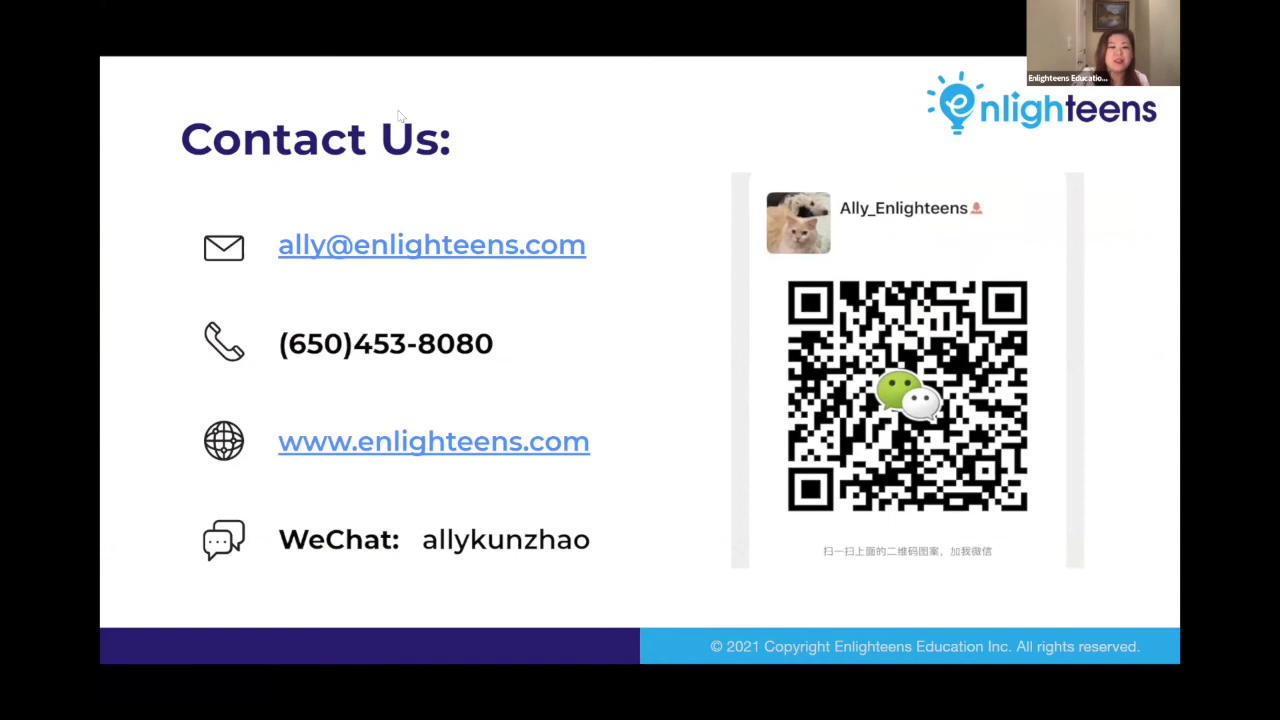 Enlighteens Educatio...
enlighteens
Contact Us:
ally@enlighteens.com
(650)453-8080
www.enlighteens.com
WeChat: allykunzhao
Ally_Enlighteens
扫一扫上面的二维码图案，加我微信
© 2021 Copyright Enlighteens Education Inc. All rights reserved.